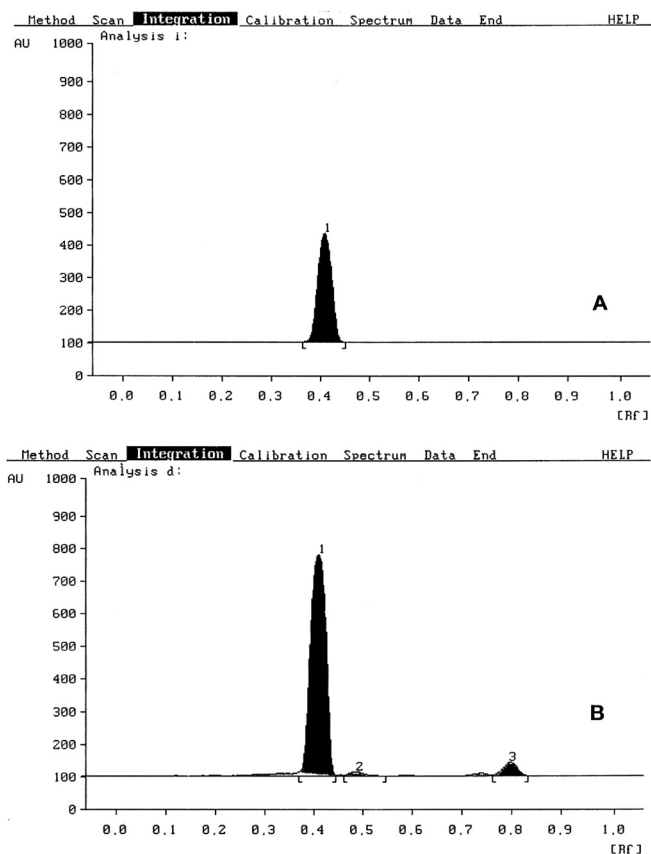 Method Scan Integration Calibration Spectrum Data End HELP
AU 1000 Analysis i:
900
800
700
600
500
400
300
200
100
0
1
A
0.0 0.1 0.2 0.3 0.4 0.5 0.6 0.7 0.8 0.9 1.0
[Rf]
Method Scan Integration Calibration Spectrum Data End HELP
AU 1000 Analysis d:
900
800
700
600
500
400
300
200
100
0
1
2
3
B
0.0 0.1 0.2 0.3 0.4 0.5 0.6 0.7 0.8 0.9 1.0
[Rf]